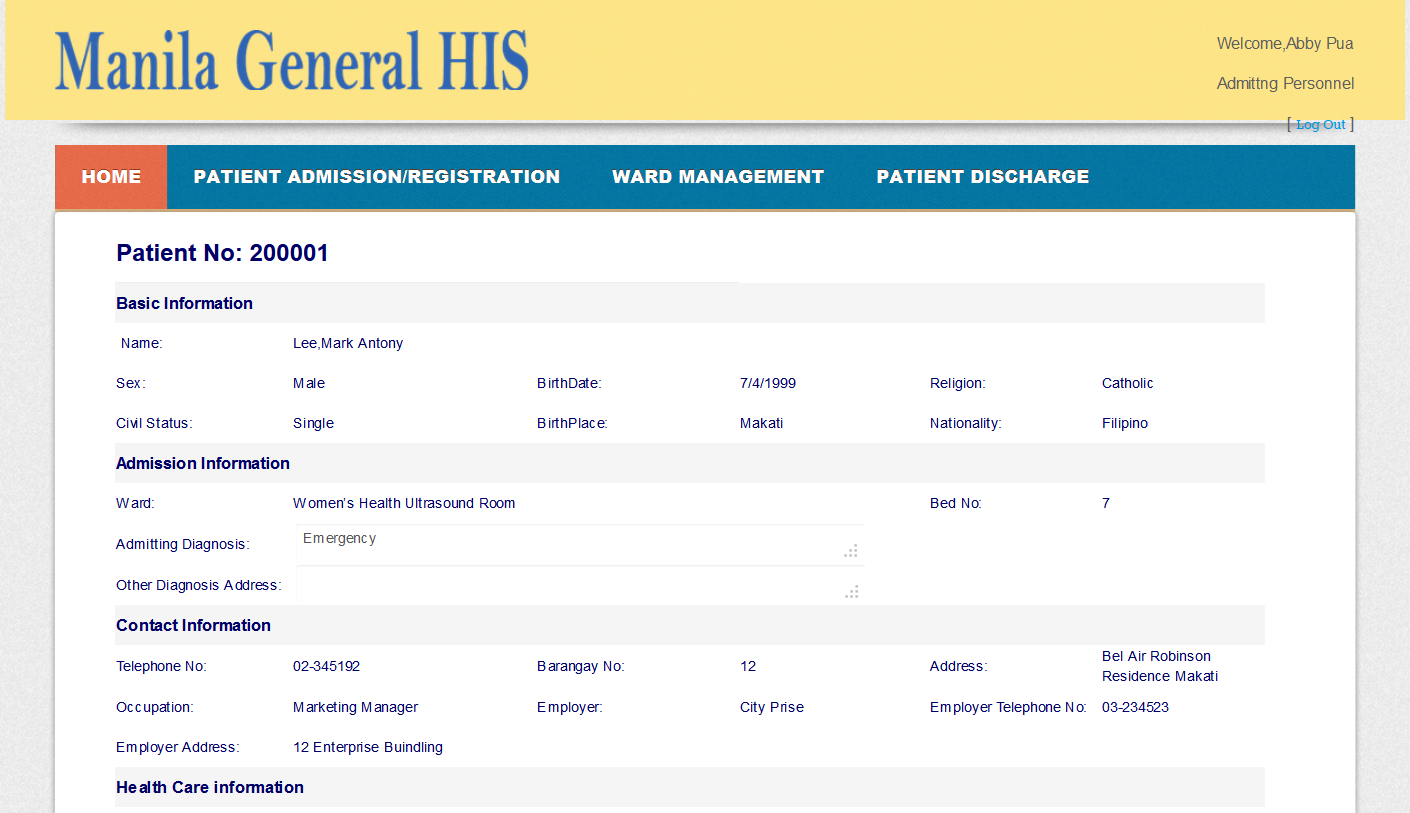 Manila General HIS
Welcome,Abby Pua
Admittng Personnel
[ Log Out ]
HOME PATIENT ADMISSION/REGISTRATION WARD MANAGEMENT PATIENT DISCHARGE
Patient No: 200001
Basic Information
Name: Lee,Mark Antony
Sex: Male BirthDate: 7/4/1999 Religion: Catholic
Civil Status: Single BirthPlace: Makati Nationality: Filipino
Admission Information
Ward: Women's Health Ultrasound Room Bed No: 7
Admitting Diagnosis: Emergency
Other Diagnosis Address:
Contact Information
Telephone No: 02-345192 Barangay No: 12 Address: Bel Air Robinson
Residence Makati
Occupation: Marketing Manager Employer: City Prise Employer Telephone No: 03-234523
Employer Address: 12 Enterprise Buindling
Health Care information